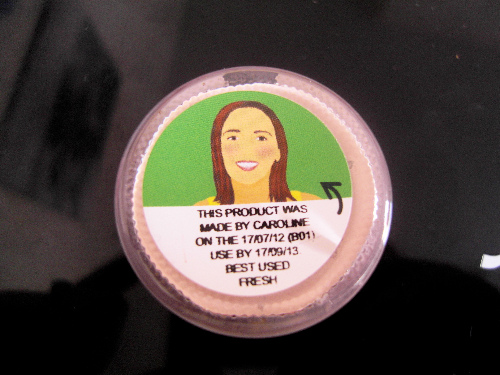 THIS PRODUCT WAS
MADE BY CAROLINE
ON THE 17/07/12 (B01)
USE BY 17/09/13
BEST USED
FRESH